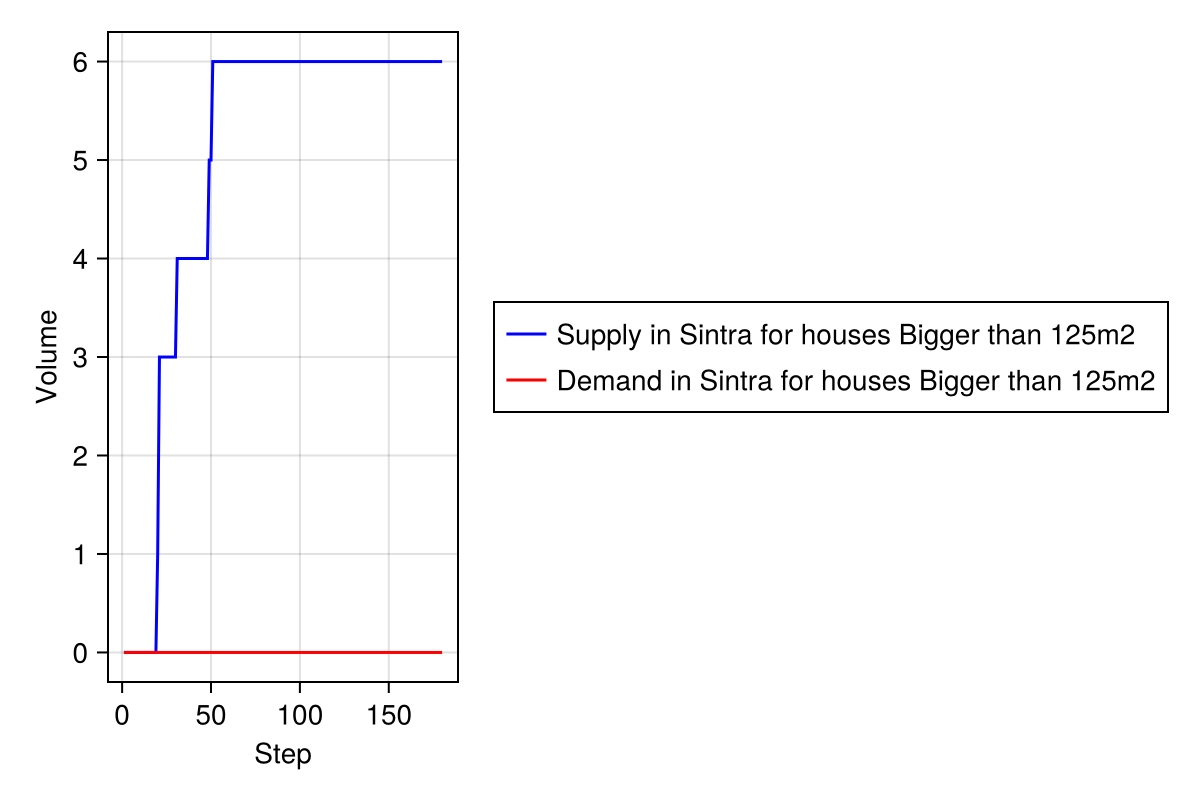 6
5
4
3
2
1
0
Volume
0 50 100 150
Step
Supply in Sintra for houses Bigger than 125m2
Demand in Sintra for houses Bigger than 125m2